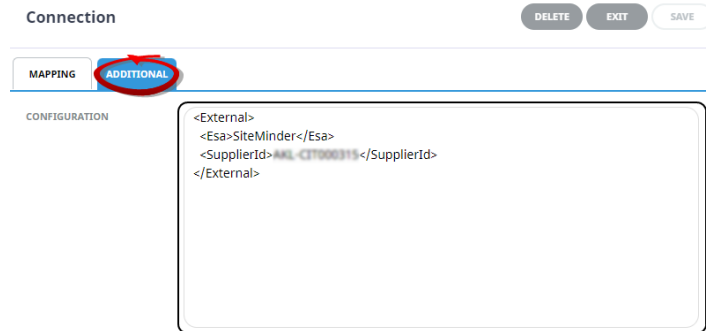 Connection
DELETE EXIT SAVE
MAPPING ADDITIONAL
CONFIGURATION
<External>
<Esa>SiteMinder</Esa>
<SupplierId></SupplierId>
</External>